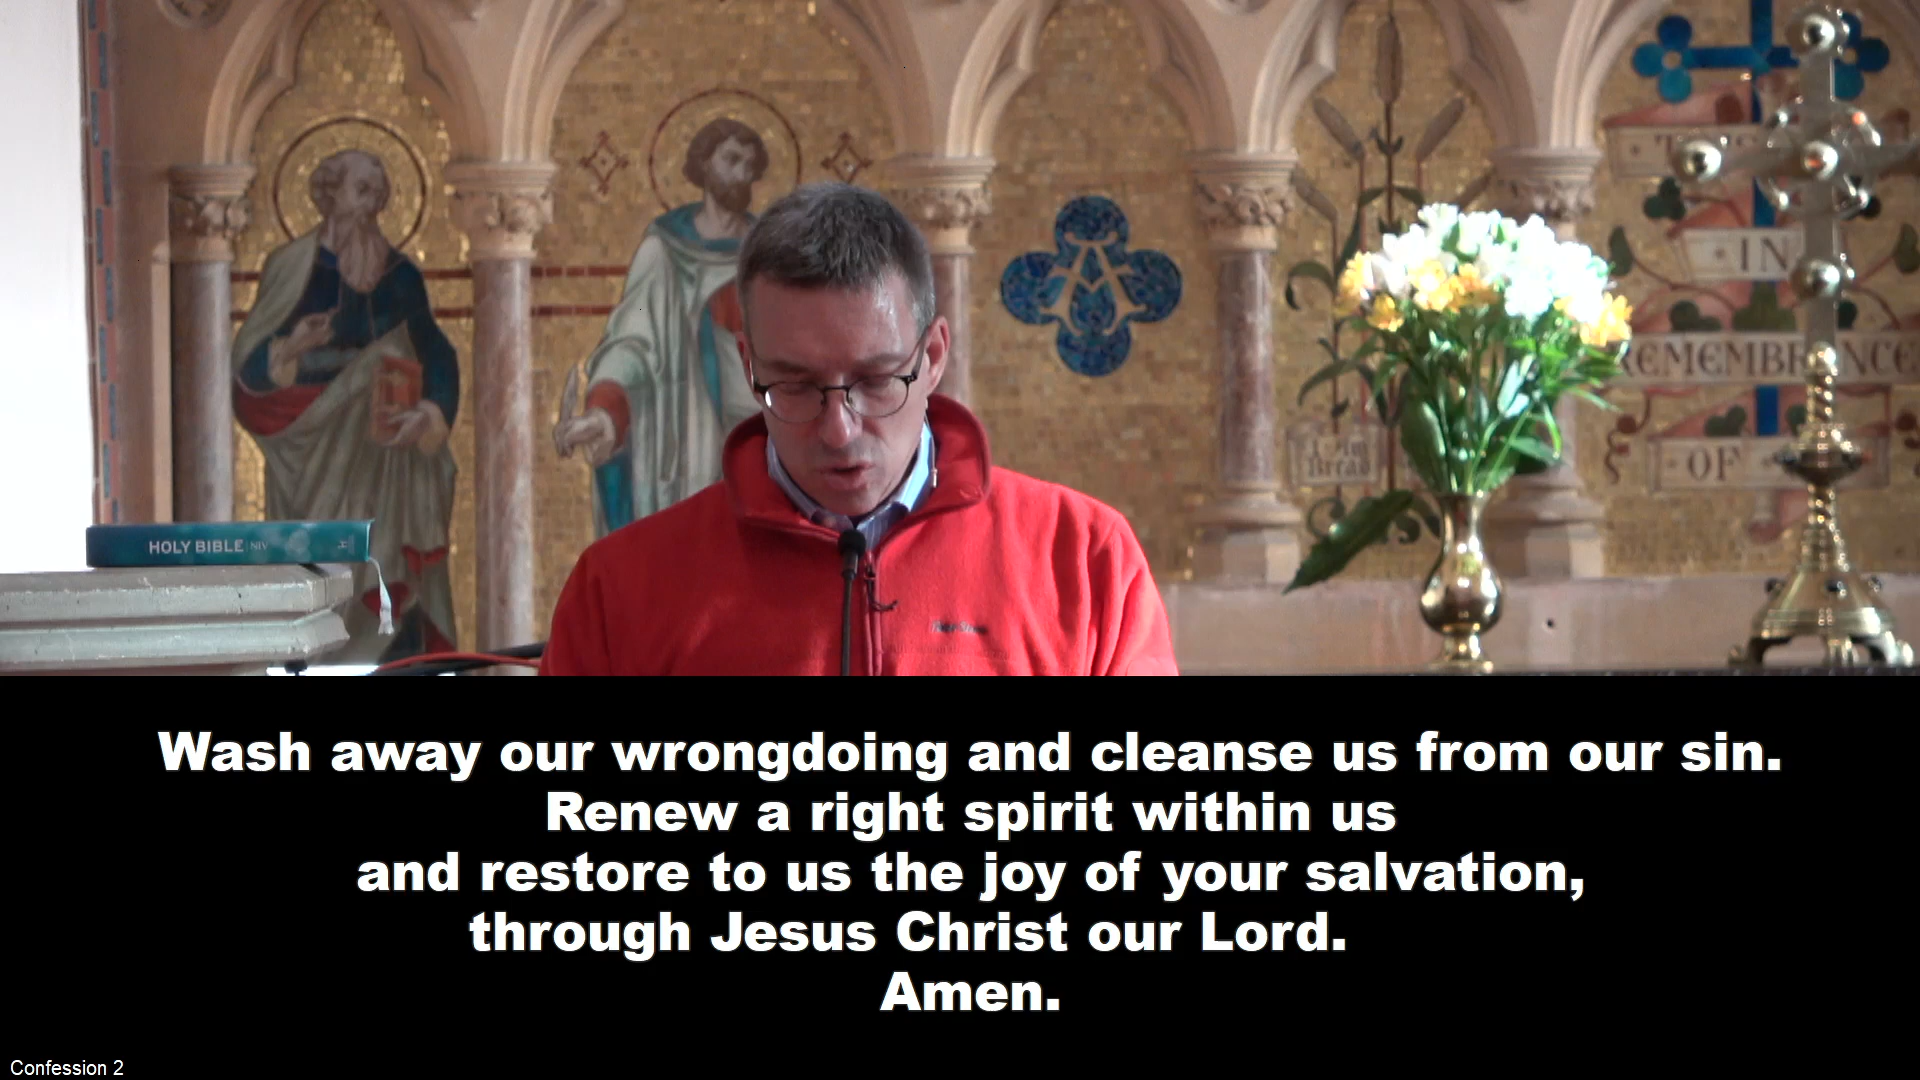 IN
REMEMBRANCE
OF
HOLY BIBLE NIV
Wash away our wrongdoing and cleanse us from our sin.
Renew a right spirit within us
and restore to us the joy of your salvation,
through Jesus Christ our Lord.
Amen.
Confession 2